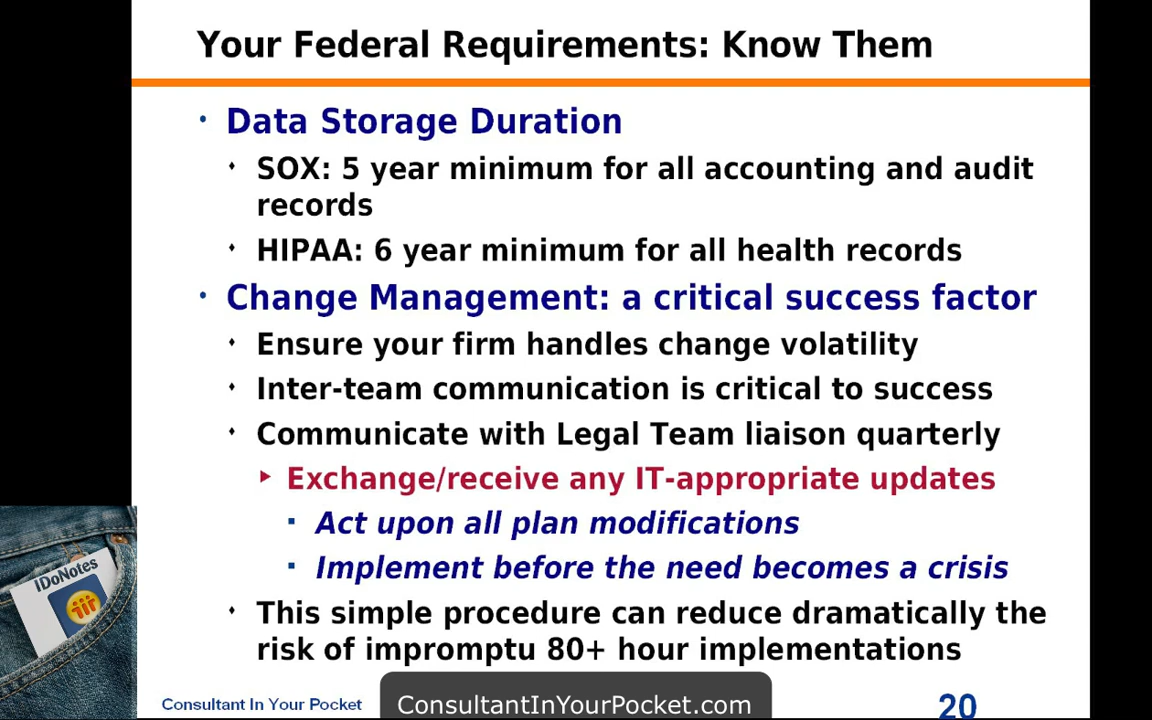 Your Federal Requirements: Know Them
• Data Storage Duration
♦ SOX: 5 year minimum for all accounting and audit
records
♦ HIPAA: 6 year minimum for all health records
• Change Management: a critical success factor
♦ Ensure your firm handles change volatility
♦ Inter-team communication is critical to success
♦ Communicate with Legal Team liaison quarterly
▸ Exchange/receive any IT-appropriate updates
▪ Act upon all plan modifications
▪ Implement before the need becomes a crisis
♦ This simple procedure can reduce dramatically the
risk of impromptu 80+ hour implementations
IDoNotes
Consultant In Your Pocket
ConsultantInYourPocket.com
20